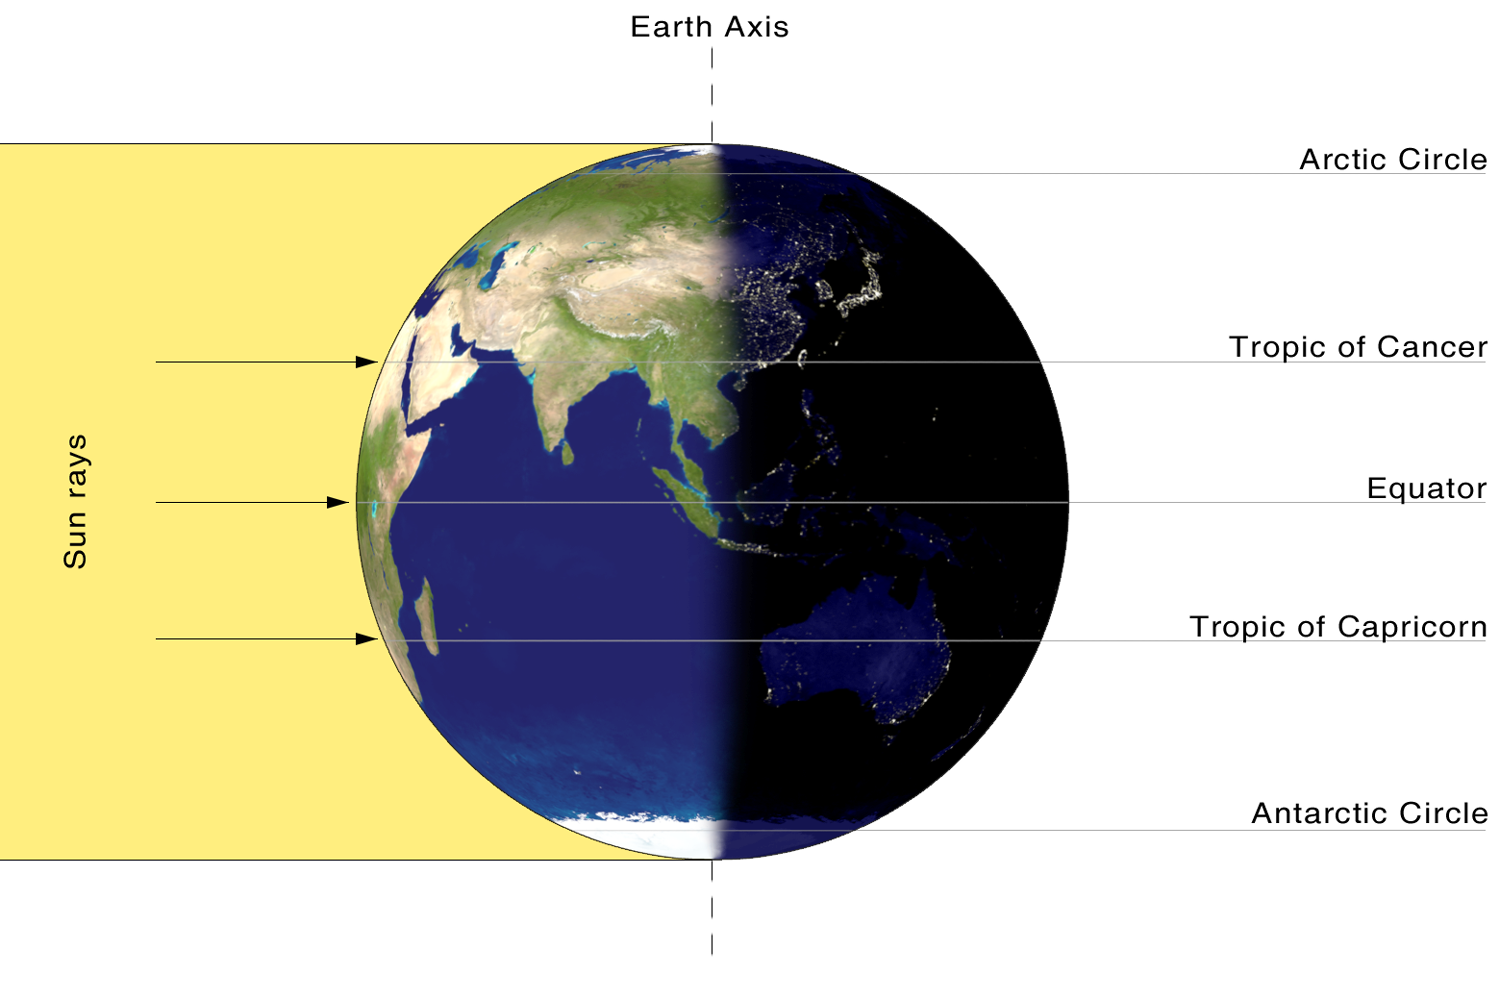 Earth Axis
Arctic Circle
Tropic of Cancer
Sun rays
Equator
Tropic of Capricorn
Antarctic Circle